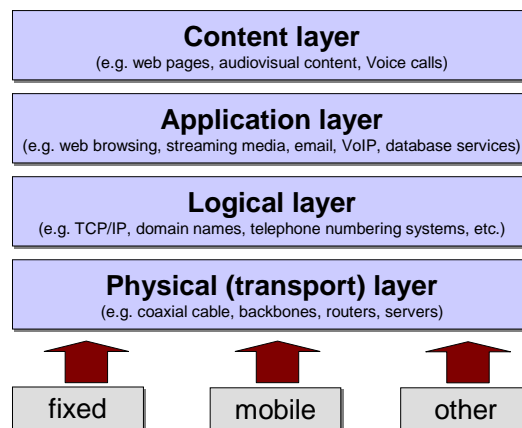 Content layer
(e.g. web pages, audiovisual content, Voice calls)
Application layer
(e.g. web browsing, streaming media, email, VoIP, database services)
Logical layer
(e.g. TCP/IP, domain names, telephone numbering systems, etc.)
Physical (transport) layer
(e.g. coaxial cable, backbones, routers, servers)
fixed mobile other